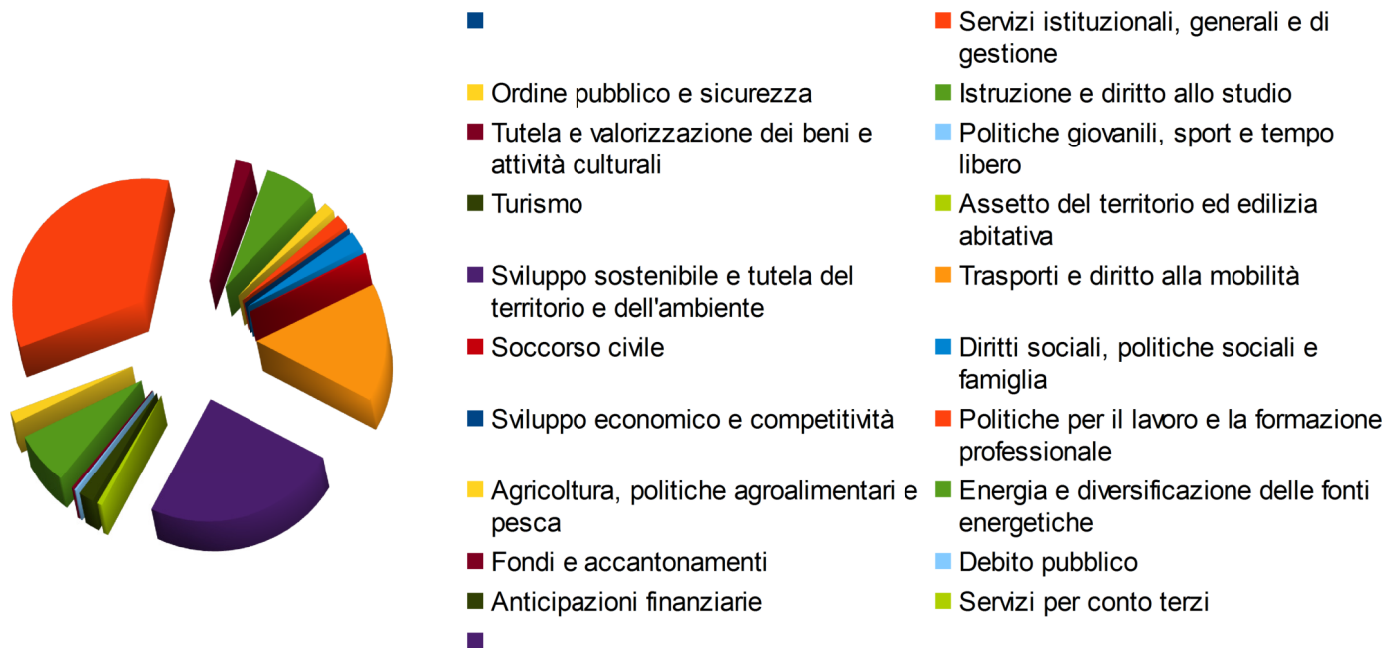 Servizi istituzionali, generali e di
gestione
Ordine pubblico e sicurezza
Istruzione e diritto allo studio
Tutela e valorizzazione dei beni e
attività culturali
Politiche giovanili, sport e tempo
libero
Turismo
Assetto del territorio ed edilizia
abitativa
Sviluppo sostenibile e tutela del
territorio e dell'ambiente
Trasporti e diritto alla mobilità
Soccorso civile
Diritti sociali, politiche sociali e
famiglia
Sviluppo economico e competitività
Politiche per il lavoro e la formazione
professionale
Agricoltura, politiche agroalimentari e
pesca
Energia e diversificazione delle fonti
energetiche
Fondi e accantonamenti
Debito pubblico
Anticipazioni finanziarie
Servizi per conto terzi